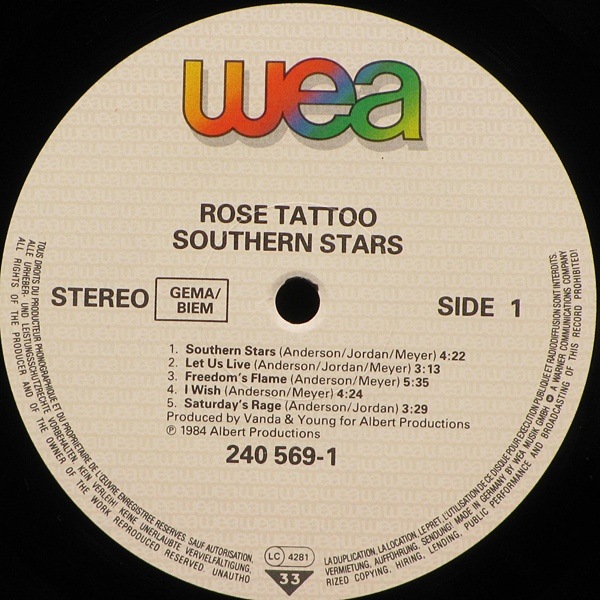 wea
ROSE TATTOO
SOUTHERN STARS
STEREO
GEMA/
BIEM
SIDE 1
1. Southern Stars (Anderson/Jordan/Meyer) 4:22
2. Let Us Live (Anderson/Jordan/Meyer) 3:13
3. Freedom's Flame (Anderson/Meyer) 5:35
4. I Wish (Anderson/Meyer) 4:24
5. Saturday's Rage (Anderson/Jordan) 3:29
Produced by Vanda & Young for Albert Productions
℗ 1984 Albert Productions
240 569-1
TOUS DROITS DU PRODUCTEUR PHONOGRAPHIQUE ET DU PROPRIETAIRE DE L'ŒUVRE ENREGISTREE RESERVES. SAUF AUTORISATION, LA DUPLICATION, LA LOCATION, LE PRET, L'UTILISATION DE CE DISQUE POUR EXECUTION PUBLIQUE ET RADIODIFFUSION SONT INTERDITS.
ALLE URHEBER- UND LEISTUNGSSCHUTZRECHTE VORBEHALTEN. KEIN VERLEIH! KEINE UNERLAUBTE VERVIELFÄLTIGUNG, VERMIETUNG, AUFFÜHRUNG, SENDUNG! MADE IN GERMANY BY WEA MUSIK GMBH A WARNER COMMUNICATIONS COMPANY
ALL RIGHTS OF THE PRODUCER AND OF THE OWNER OF THE WORK REPRODUCED RESERVED. UNAUTHORIZED COPYING, HIRING, LENDING, PUBLIC PERFORMANCE AND BROADCASTING OF THIS RECORD PROHIBITED!
LC 4281
33